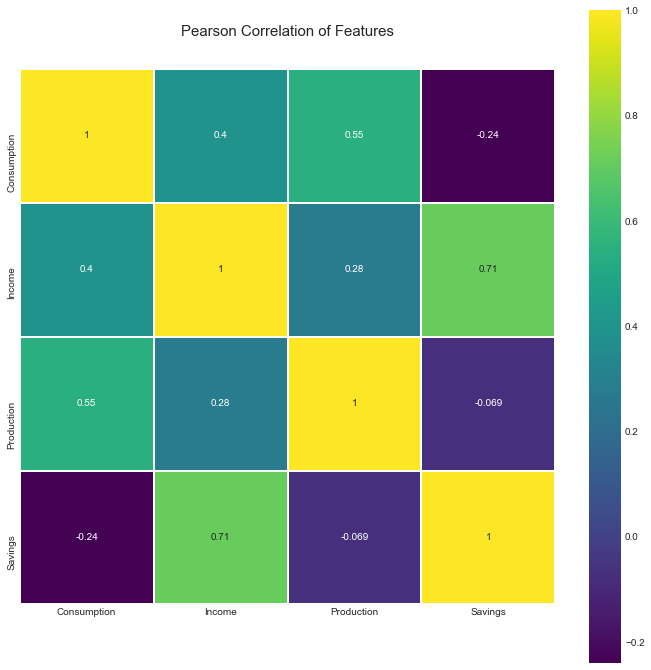 Pearson Correlation of Features
1.0
0.8
0.6
0.4
0.2
0.0
−0.2
Consumption
1
0.4
0.55
-0.24
Income
0.4
1
0.28
0.71
Production
0.55
0.28
1
-0.069
Savings
-0.24
0.71
-0.069
1
Consumption
Income
Production
Savings